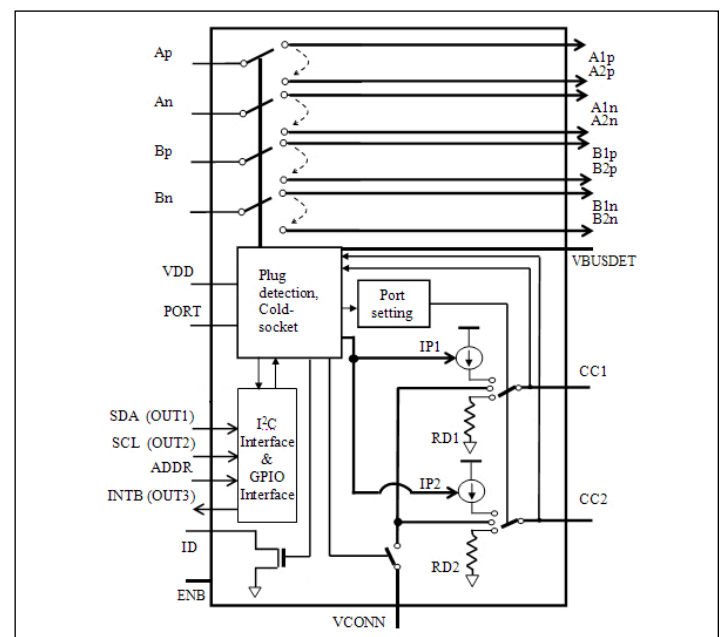 Ap
An
Bp
Bn
A1p
A2p
A1n
A2n
B1p
B2p
B1n
B2n
VBUSDET
VDD
PORT
Plug
detection,
Cold-
socket
Port
setting
IP1
CC1
RD1
SDA (OUT1)
SCL (OUT2)
ADDR
INTB (OUT3)
I²C
Interface
&
GPIO
Interface
IP2
CC2
RD2
ID
ENB
VCONN